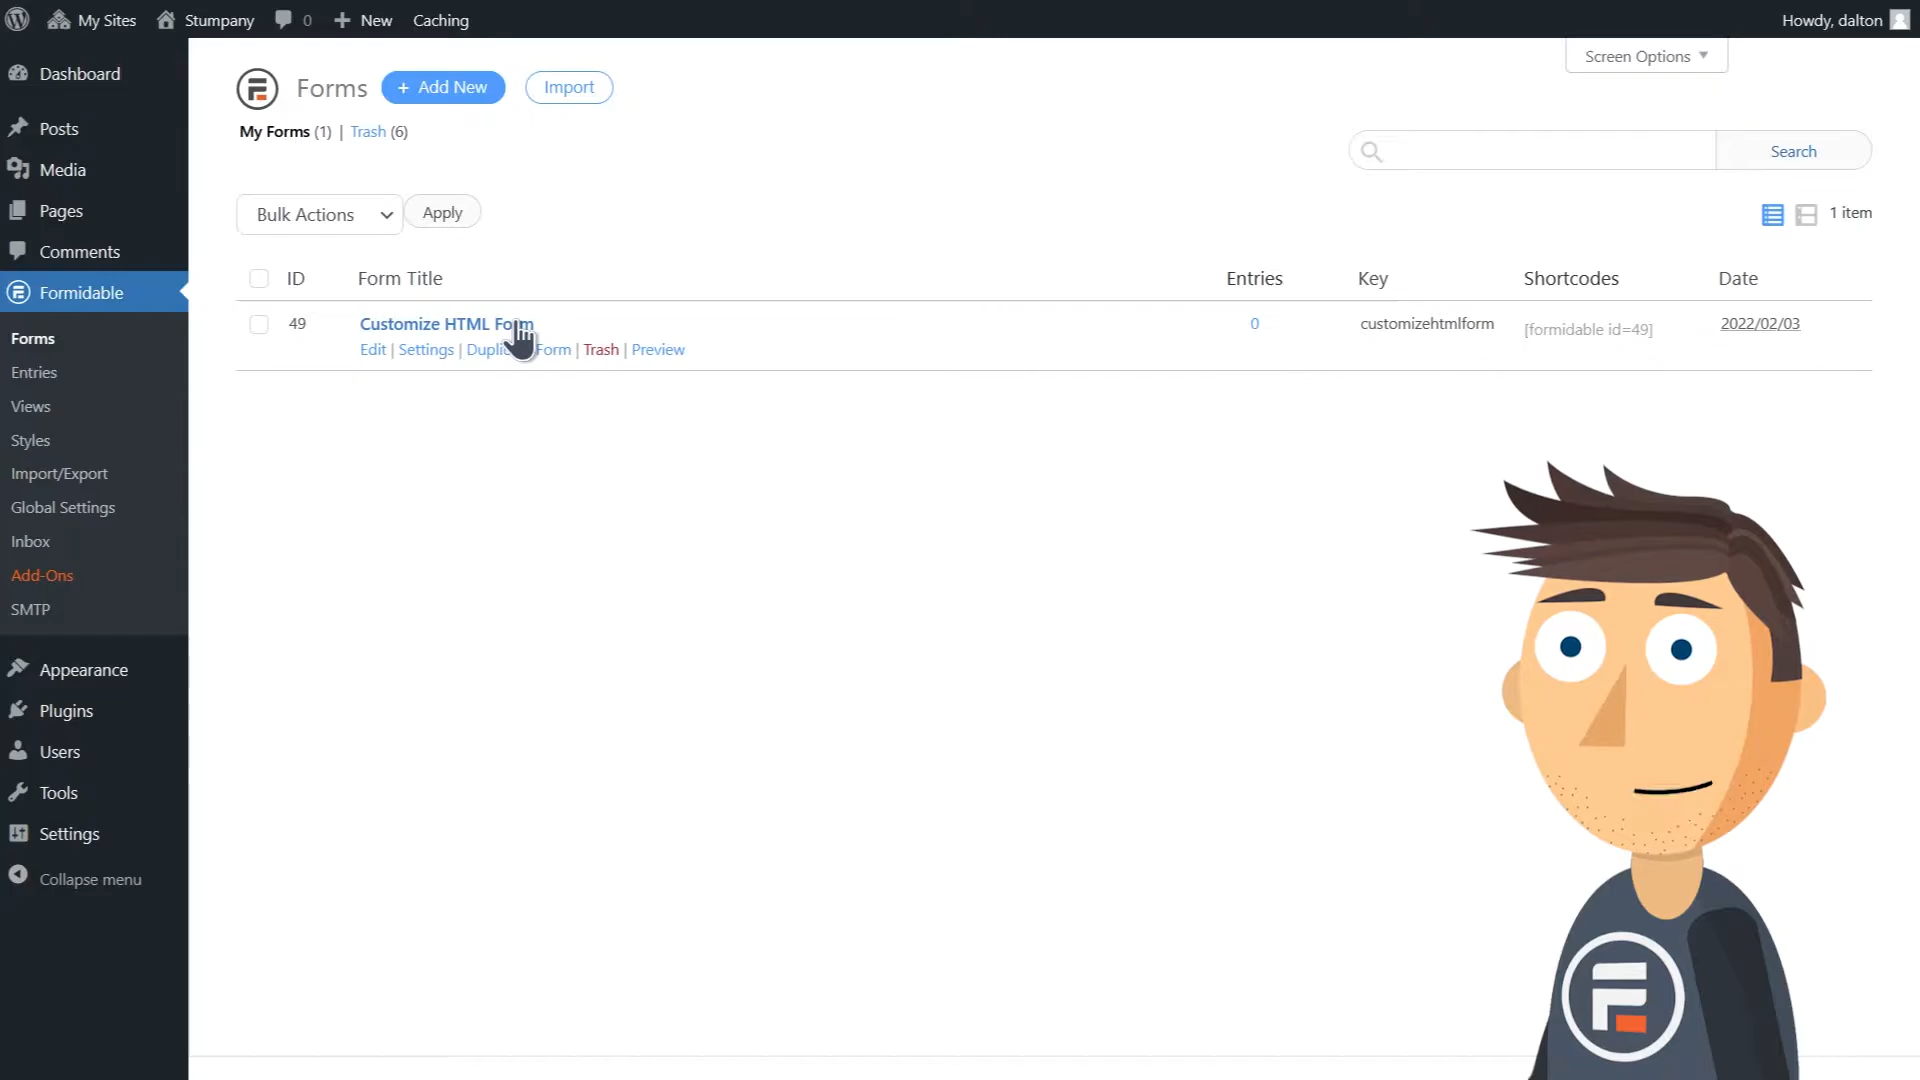 My Sites
Stumpany
0
New
Caching
Howdy, dalton
Screen Options
Dashboard
Posts
Media
Pages
Comments
Formidable
Forms
Entries
Views
Styles
Import/Export
Global Settings
Inbox
Add-Ons
SMTP
Appearance
Plugins
Users
Tools
Settings
Collapse menu
Forms
+ Add New
Import
My Forms (1) | Trash (6)
Search
Bulk Actions
Apply
1 item
ID Form Title Entries Key Shortcodes Date
49 Customize HTML Form 0 customizehtmlform [formidable id=49] 2022/02/03
Edit | Settings | Form | Trash | Preview